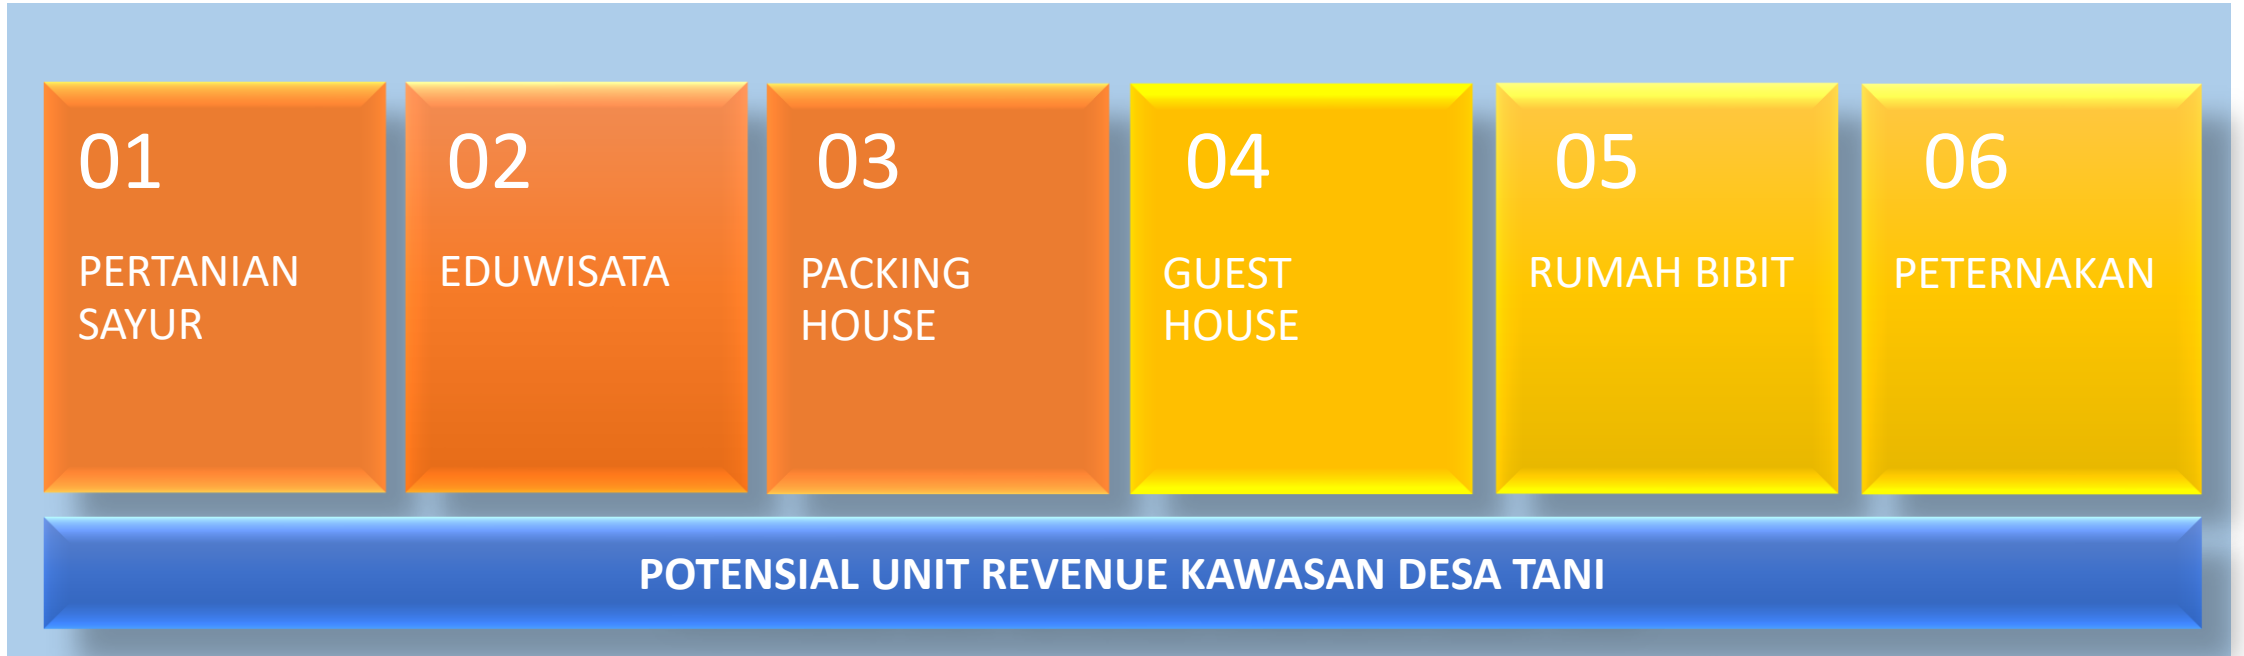 01
PERTANIAN
SAYUR
02
EDUWISATA
03
PACKING
HOUSE
04
GUEST
HOUSE
05
RUMAH BIBIT
06
PETERNAKAN
POTENSIAL UNIT REVENUE KAWASAN DESA TANI